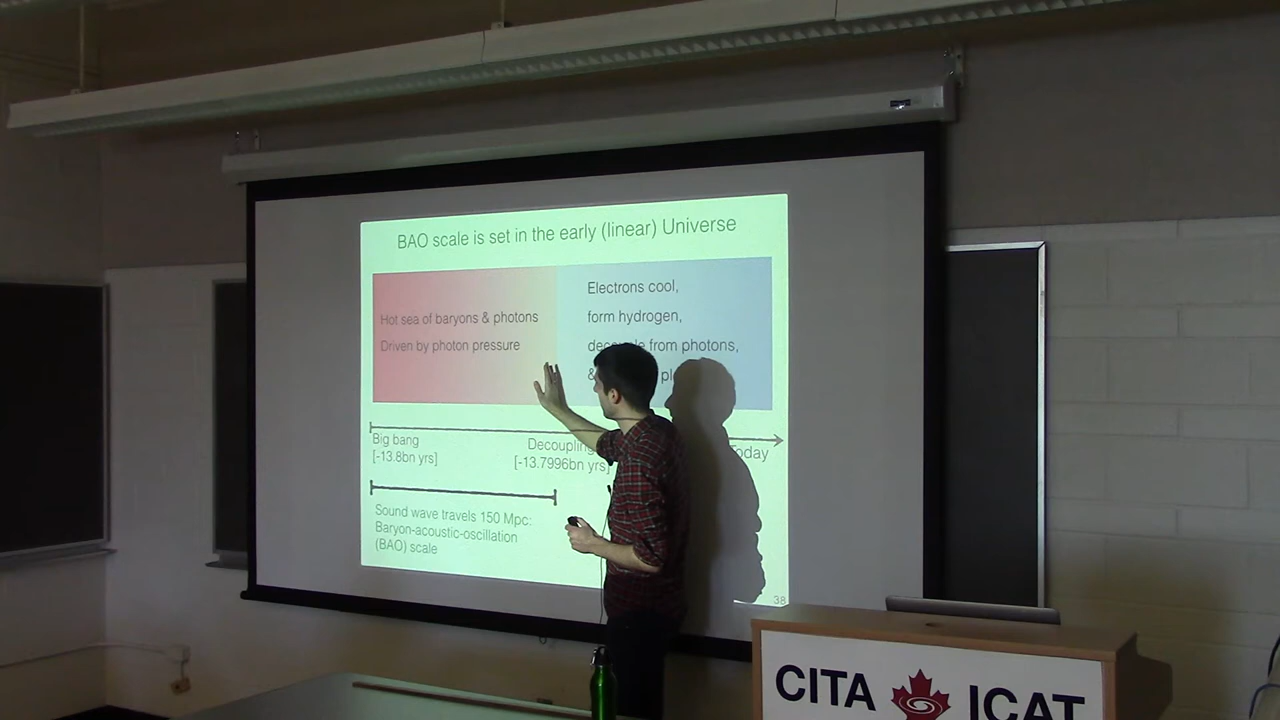 BAO scale is set in the early (linear) Universe
Hot sea of baryons & photons
Driven by photon pressure
Electrons cool,
form hydrogen,
from photons,
&
Big bang
[-13.8bn yrs]
Decoupling
[-13.7996bn yrs]
Today
Sound wave travels 150 Mpc:
Baryon-acoustic-oscillation
(BAO) scale
38
CITA ICAT